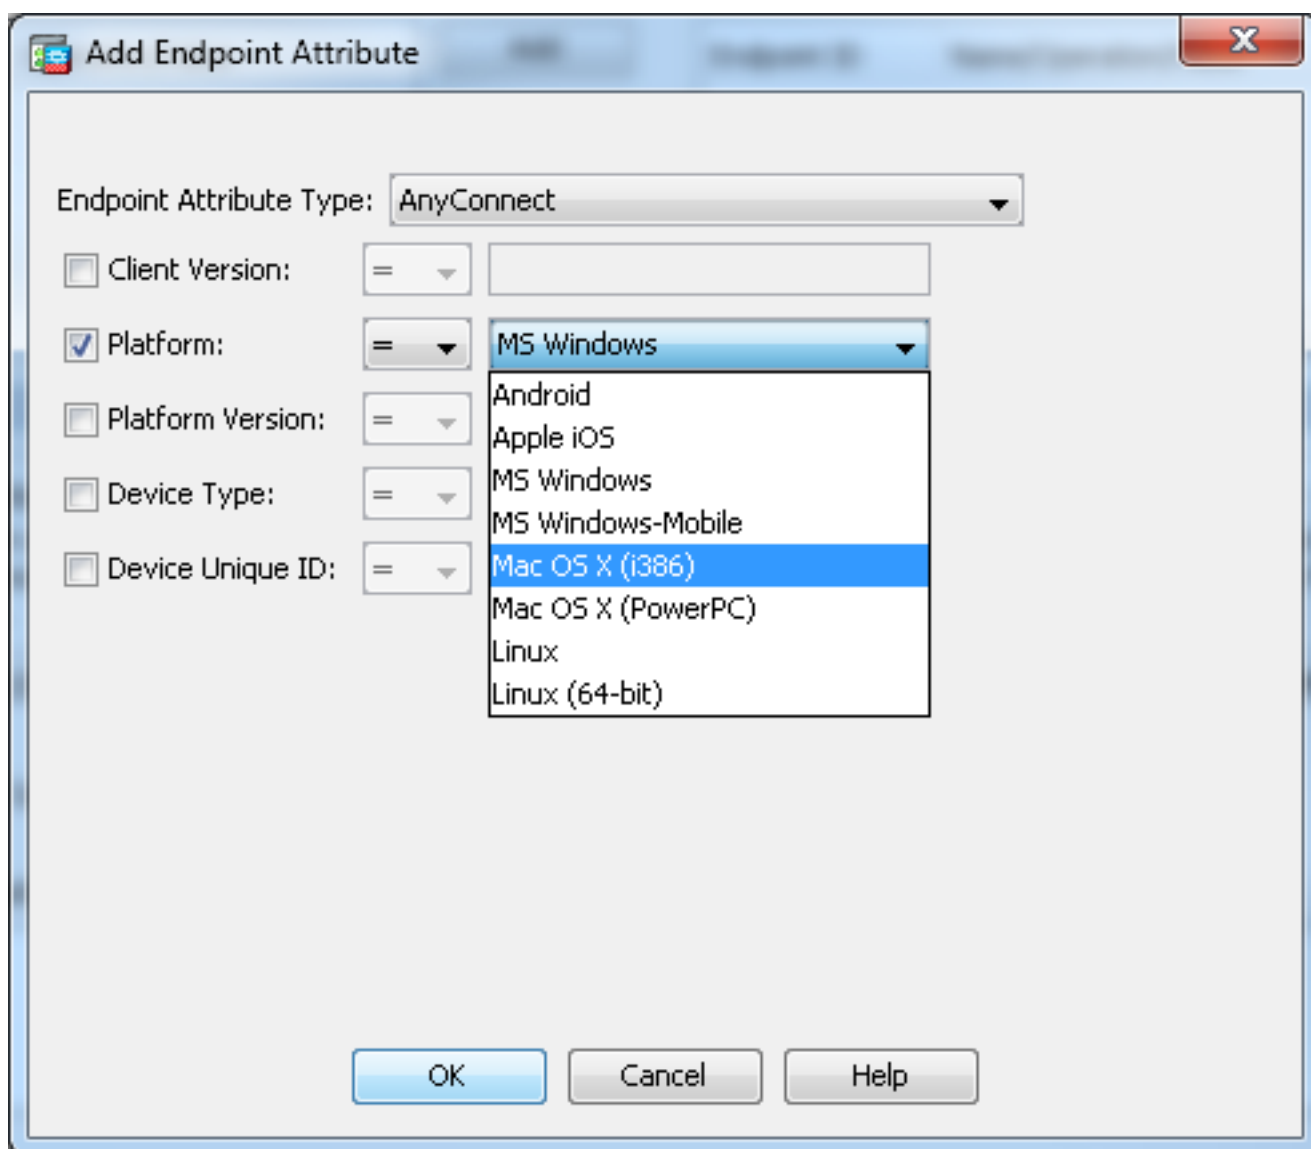 Add Endpoint Attribute
Endpoint Attribute Type: AnyConnect
Client Version: =
Platform: = MS Windows
Android
Apple iOS
Platform Version: =
MS Windows
Device Type: =
MS Windows-Mobile
Device Unique ID: = Mac OS X (i386)
Mac OS X (PowerPC)
Linux
Linux (64-bit)
OK Cancel Help